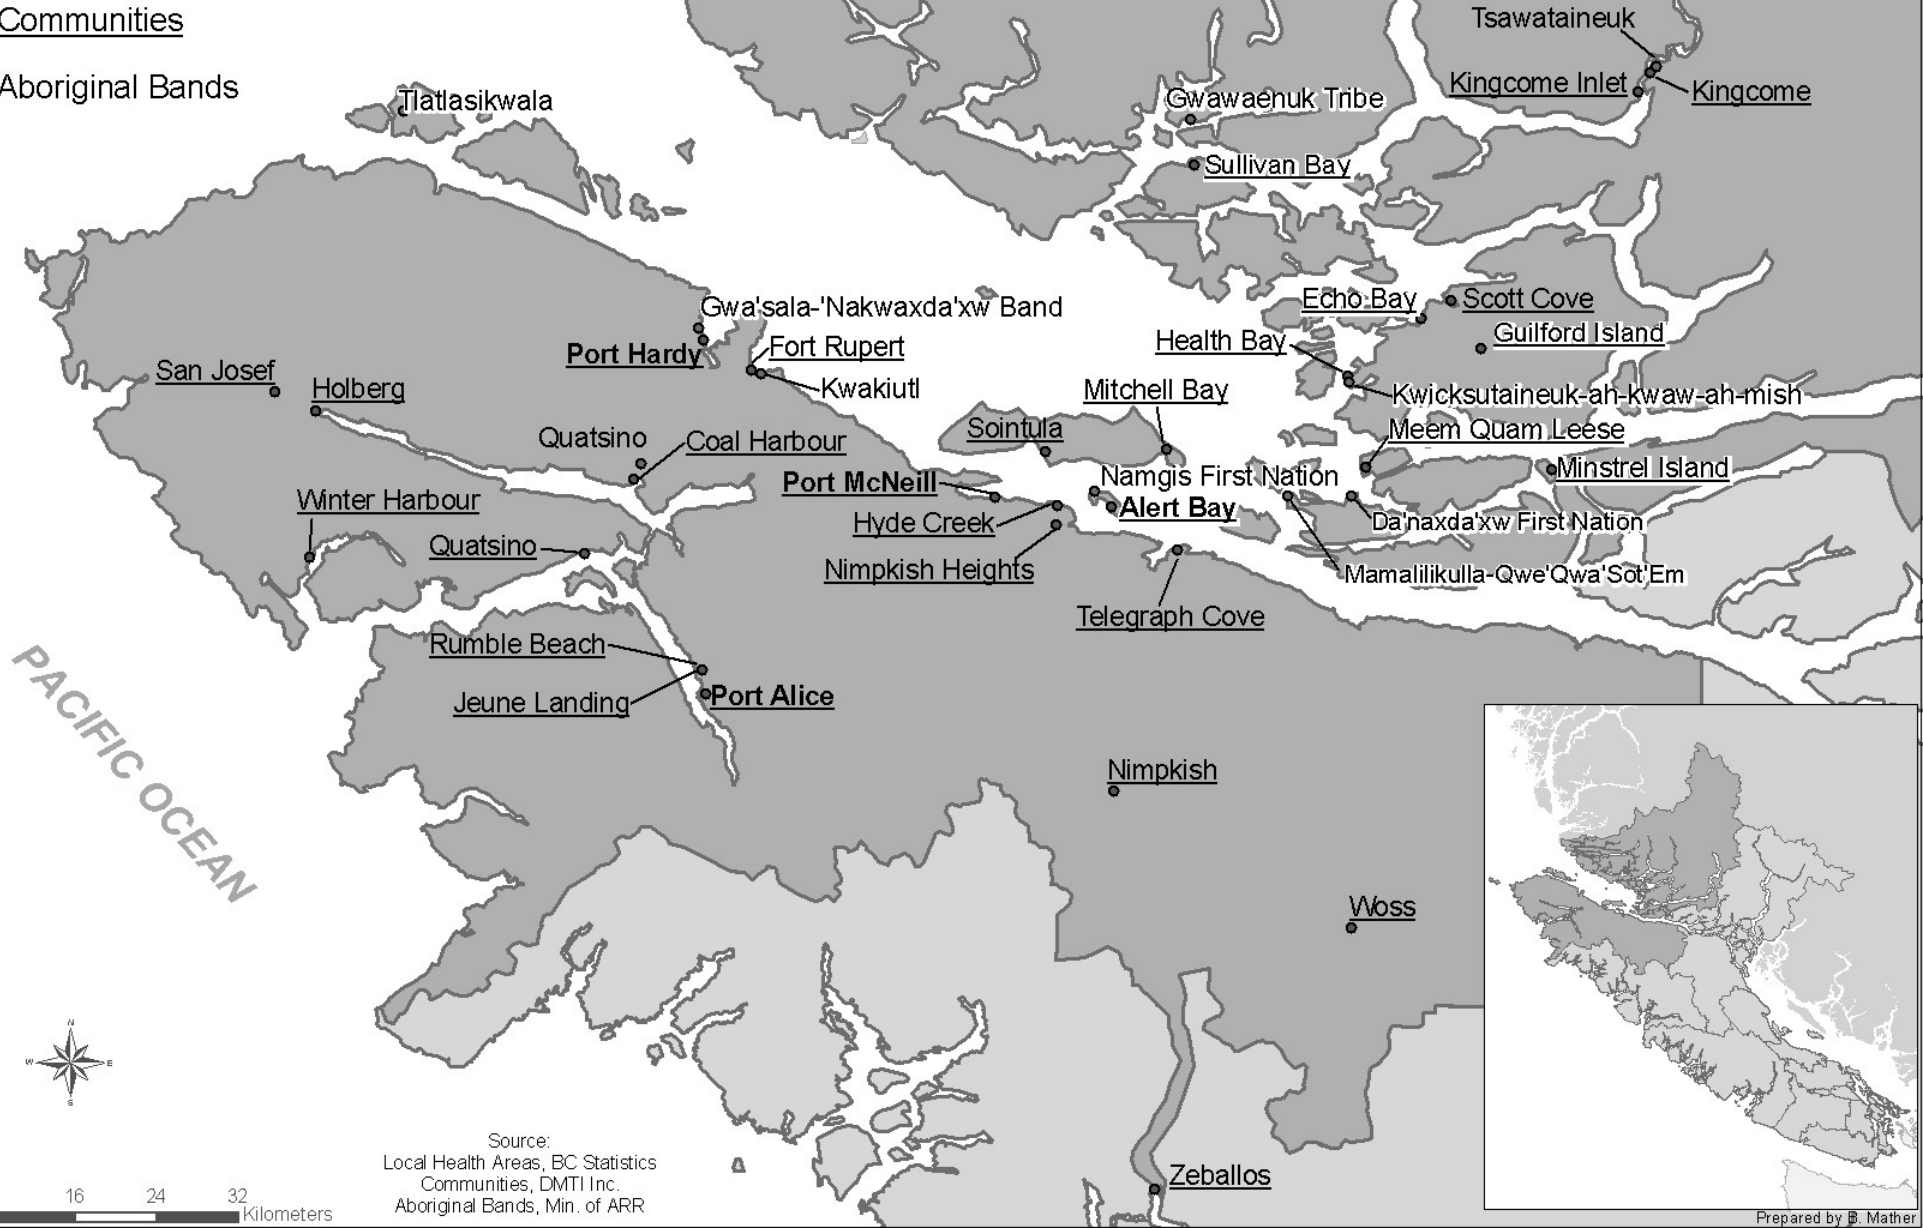 Communities
Aboriginal Bands
Tsawataineuk
Kingcome Inlet
Kingcome
Tlatlasikwala
Gwawaenuk Tribe
Sullivan Bay
Gwa'sala-'Nakwaxda'xw Band
Port Hardy
Fort Rupert
Kwakiutl
Echo Bay
Scott Cove
Guilford Island
Health Bay
Kwicksutaineuk-ah-kwaw-ah-mish
San Josef
Holberg
Mitchell Bay
Sointula
Meem Quam Leese
Minstrel Island
Quatsino
Coal Harbour
Port McNeill
Namgis First Nation
Alert Bay
Hyde Creek
Da'naxda'xw First Nation
Winter Harbour
Quatsino
Nimpkish Heights
Mamalilikulla-Qwe'Qwa'Sot'Em
Telegraph Cove
Rumble Beach
Jeune Landing
Port Alice
PACIFIC OCEAN
Nimpkish
Woss
N
W
E
S
Source:
Local Health Areas, BC Statistics
Communities, DMTI Inc.
Aboriginal Bands, Min. of ARR
Zeballos
16 24 32
Kilometers
Prepared by B. Mather